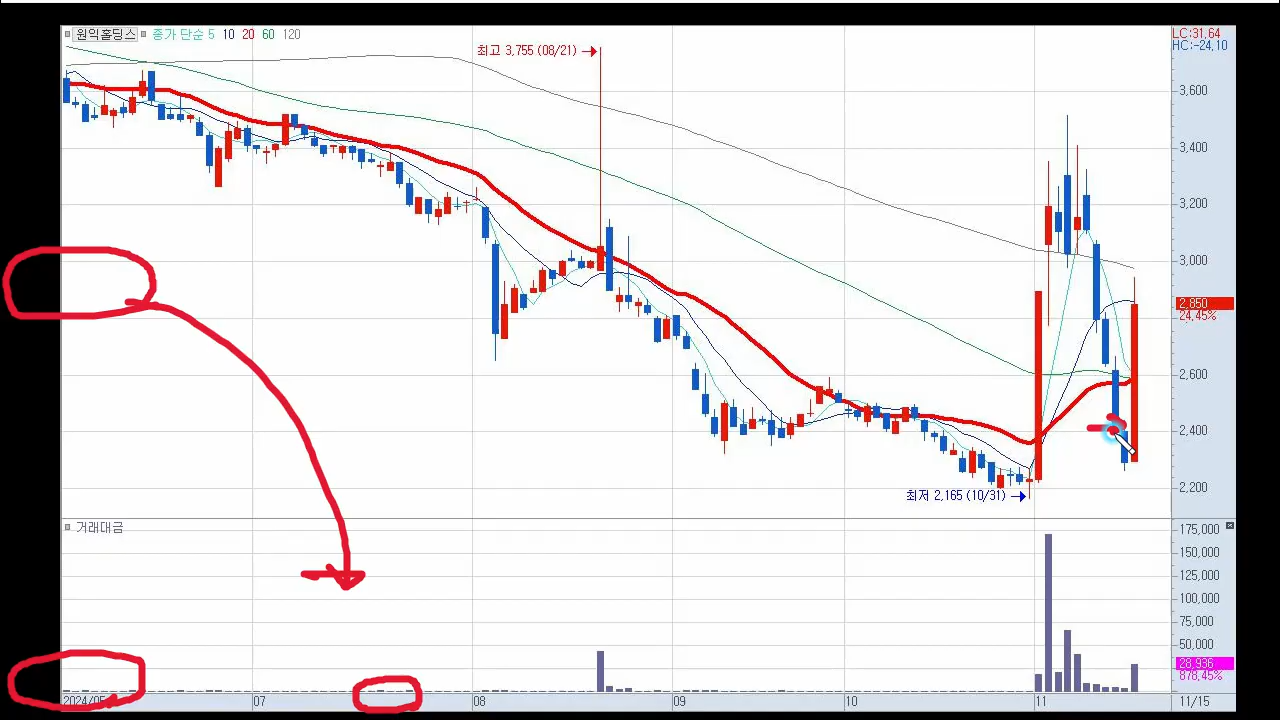 원익홀딩스 종가 단순 5 10 20 60 120
LC:31,64
HC:-24,10
최고 3,755 (08/21)
3,600
3,400
3,200
3,000
2,850
24,45%
2,600
2,400
2,200
최저 2,165 (10/31)
거래대금
175,000
150,000
125,000
100,000
75,000
50,000
28,936
878,45%
2024/05 07 08 09 10 11 11/15